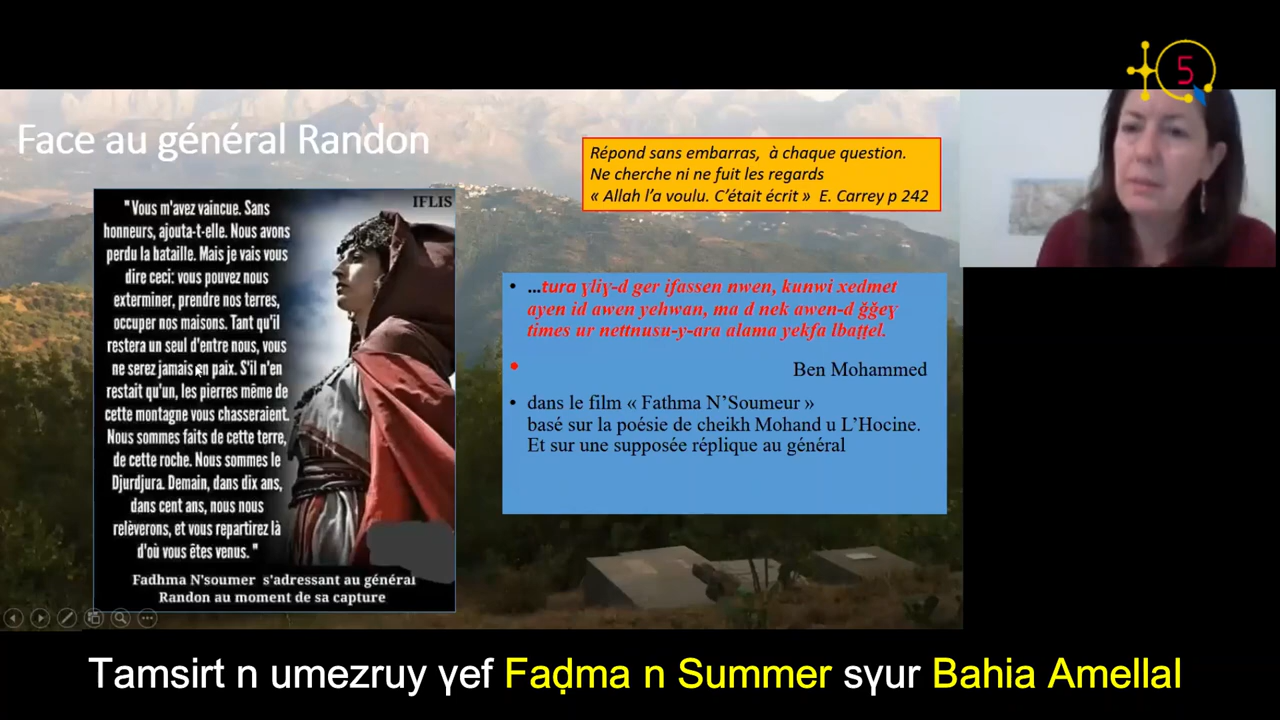 5
Face au général Randon
IFLIS
"Vous m'avez vaincue. Sans
honneurs, ajouta-t-elle. Nous avons
perdu la bataille. Mais je vais vous
dire ceci: vous pouvez nous
exterminer, prendre nos terres,
occuper nos maisons. Tant qu'il
restera un seul d'entre nous, vous
ne serez jamais en paix. S'il n'en
restait qu'un, les pierres même de
cette montagne vous chasseraient.
Nous sommes faits de cette terre,
de cette roche. Nous sommes le
Djurdjura. Demain, dans dix ans,
dans cent ans, nous nous
relèverons, et vous repartirez là
d'où vous êtes venus. "
Fadhma N'soumer s'adressant au général
Randon au moment de sa capture
Répond sans embarras, à chaque question.
Ne cherche ni ne fuit les regards
« Allah l'a voulu. C'était écrit » E. Carrey p 242
• ...tura ɣliɣ-d ger ifassen nwen, kunwi xedmet
ayen id awen yehwan, ma d nek awen-d ǧǧeɣ
times ur nettnusu-y-ara alama yekfa lbaṭṭel.
• Ben Mohammed
• dans le film « Fathma N'Soumeur »
basé sur la poésie de cheikh Mohand u L'Hocine.
Et sur une supposée réplique au général
Tamsirt n umezruy ɣef Faḍma n Summer sɣur Bahia Amellal